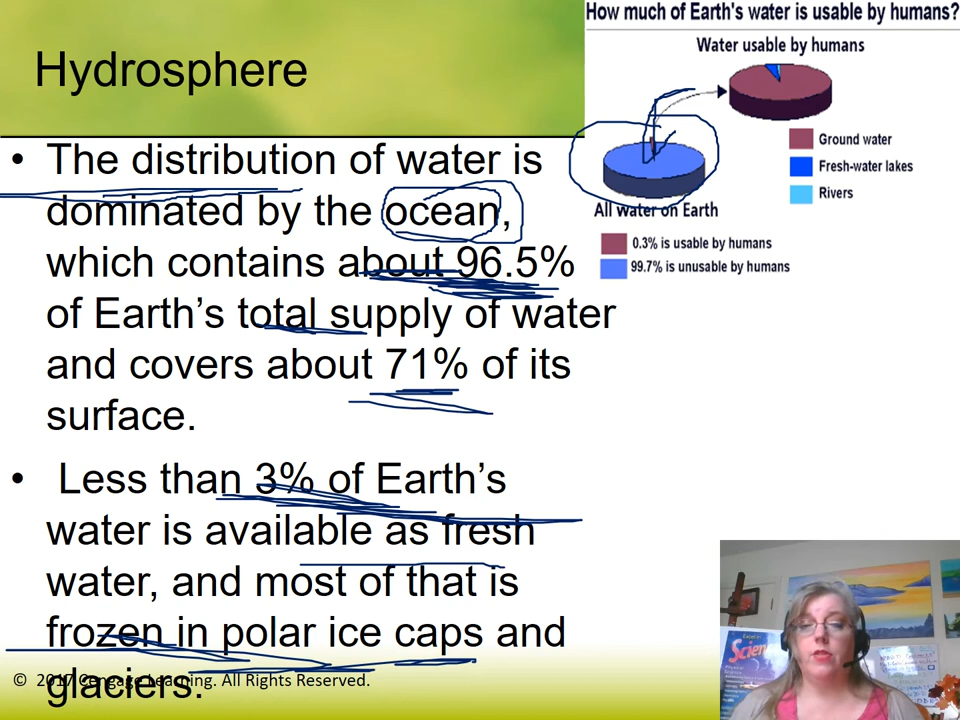 How much of Earth's water is usable by humans?
Water usable by humans
Hydrosphere
Ground water
Fresh-water lakes
Rivers
All water on Earth
0.3% is usable by humans
99.7% is unusable by humans
• The distribution of water is
dominated by the ocean,
which contains about 96.5%
of Earth's total supply of water
and covers about 71% of its
surface.
• Less than 3% of Earth's
water is available as fresh
water, and most of that is
frozen in polar ice caps and
glaciers.
© 2017 Cengage Learning. All Rights Reserved.
Science